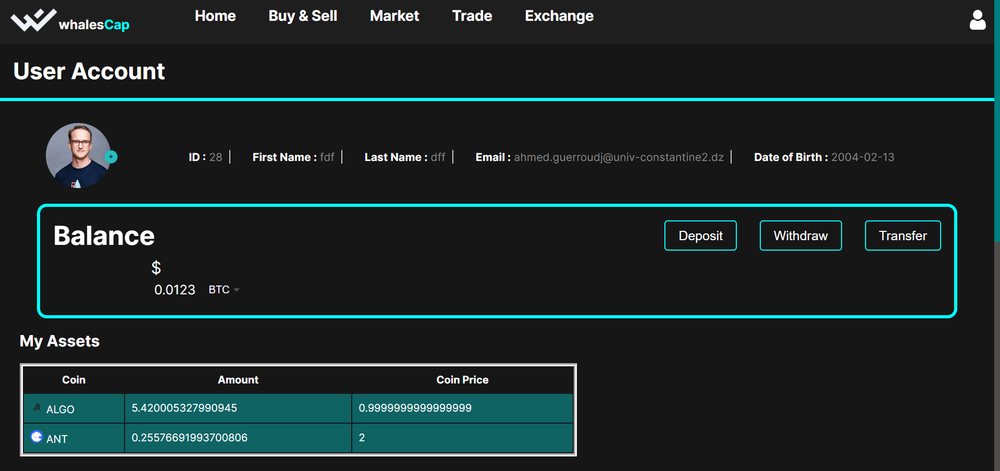 whalesCap Home Buy & Sell Market Trade Exchange
User Account
+
ID : 28 First Name : fdf Last Name : dff Email : ahmed.guerroudj@univ-constantine2.dz Date of Birth : 2004-02-13
Balance Deposit Withdraw Transfer
$
0.0123 BTC
My Assets
Coin Amount Coin Price
ALGO 5.420005327990945 0.9999999999999999
ANT 0.25576691993700806 2